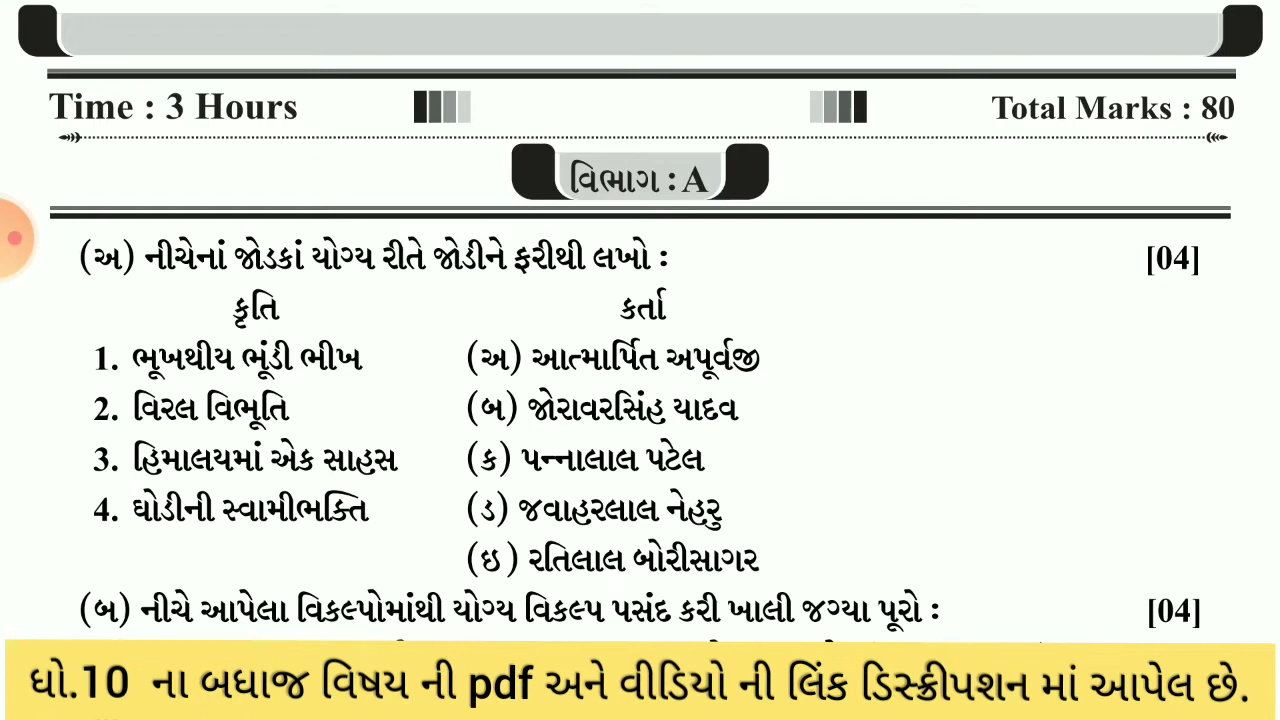 Time : 3 Hours Total Marks : 80
વિભાગ : A
(અ) નીચેનાં જોડકાં યોગ્ય રીતે જોડીને ફરીથી લખો : [04]
કૃતિ કર્તા
1. ભૂખથીય ભૂંડી ભીખ (અ) આત્માર્પિત અપૂર્વજી
2. વિરલ વિભૂતિ (બ) જોરાવરસિંહ યાદવ
3. હિમાલયમાં એક સાહસ (ક) પન્નાલાલ પટેલ
4. ઘોડીની સ્વામીભક્તિ (ડ) જવાહરલાલ નેહરુ
(ઇ) રતિલાલ બોરીસાગર
(બ) નીચે આપેલા વિકલ્પોમાંથી યોગ્ય વિકલ્પ પસંદ કરી ખાલી જગ્યા પૂરો : [04]
ધો.10 ના બધાજ વિષય ની pdf અને વીડિયો ની લિંક ડિસ્ક્રીપશન માં આપેલ છે.